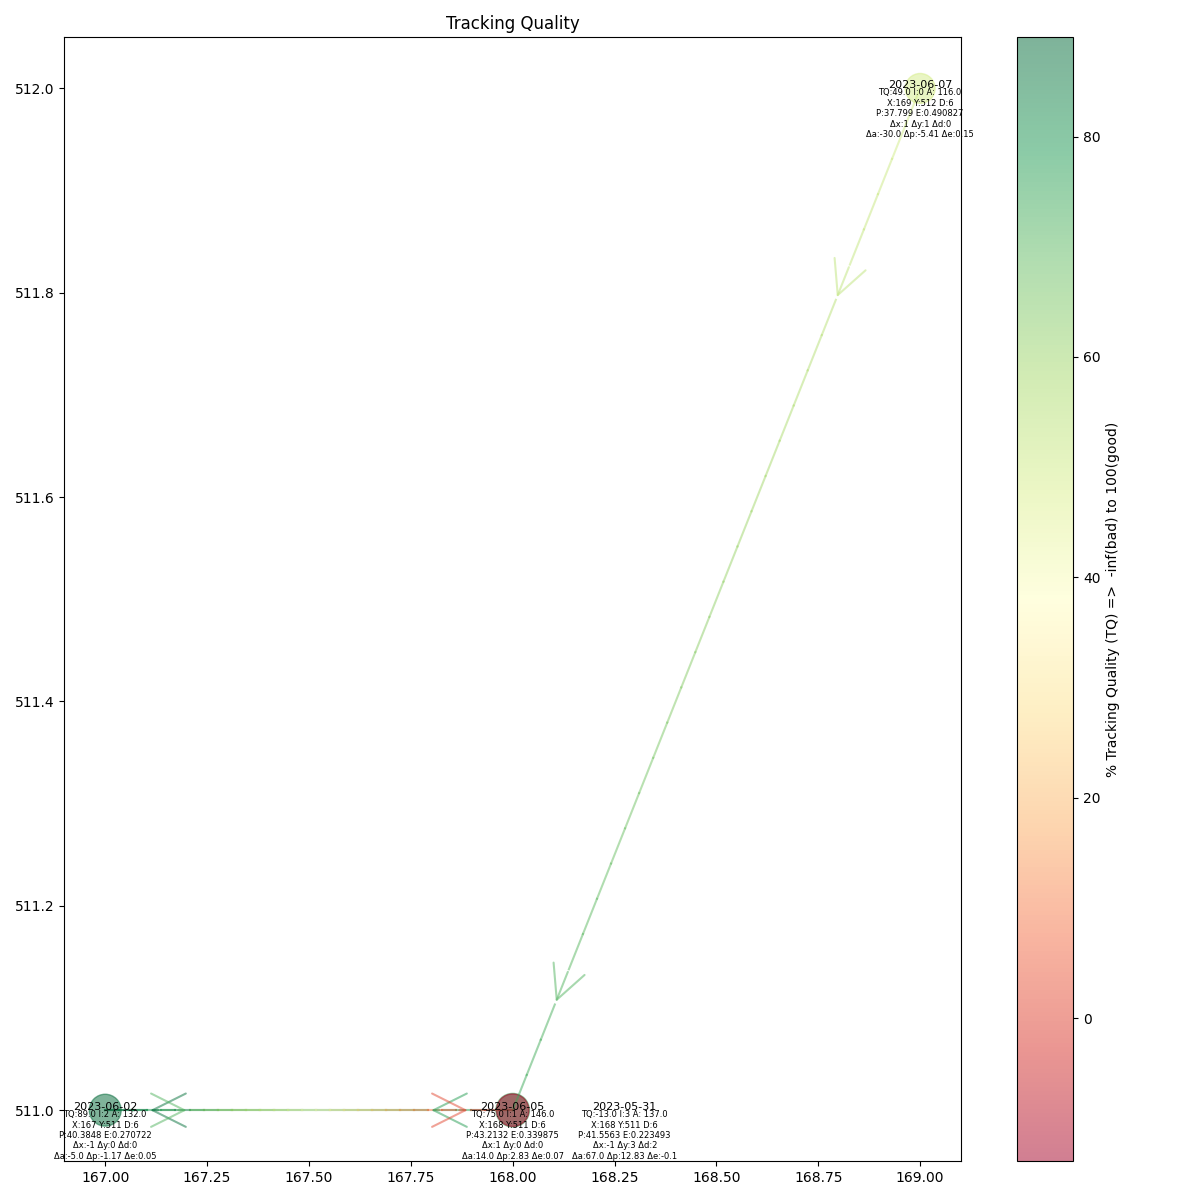 Tracking Quality
512.0
511.8
511.6
511.4
511.2
511.0
2023-06-07
TQ:49.0 I:0 A: 116.0
X:169 Y:512 D:6
P:37.799 E:0.490827
Δx:1 Δy:1 Δd:0
Δa:-30.0 Δp:-5.41 Δe:0.15
2023-06-02
TQ:89.0 I:2 A: 132.0
X:167 Y:511 D:6
P:40.3848 E:0.270722
Δx:-1 Δy:0 Δd:0
Δa:-5.0 Δp:-1.17 Δe:0.05
2023-06-05
TQ:75.0 I:1 A: 146.0
X:168 Y:511 D:6
P:43.2132 E:0.339875
Δx:1 Δy:0 Δd:0
Δa:14.0 Δp:2.83 Δe:0.07
2023-05-31
TQ:-13.0 I:3 A: 137.0
X:168 Y:511 D:6
P:41.5563 E:0.223493
Δx:-1 Δy:3 Δd:2
Δa:67.0 Δp:12.83 Δe:-0.1
167.00 167.25 167.50 167.75 168.00 168.25 168.50 168.75 169.00
80
60
40
20
0
% Tracking Quality (TQ) => -inf(bad) to 100(good)